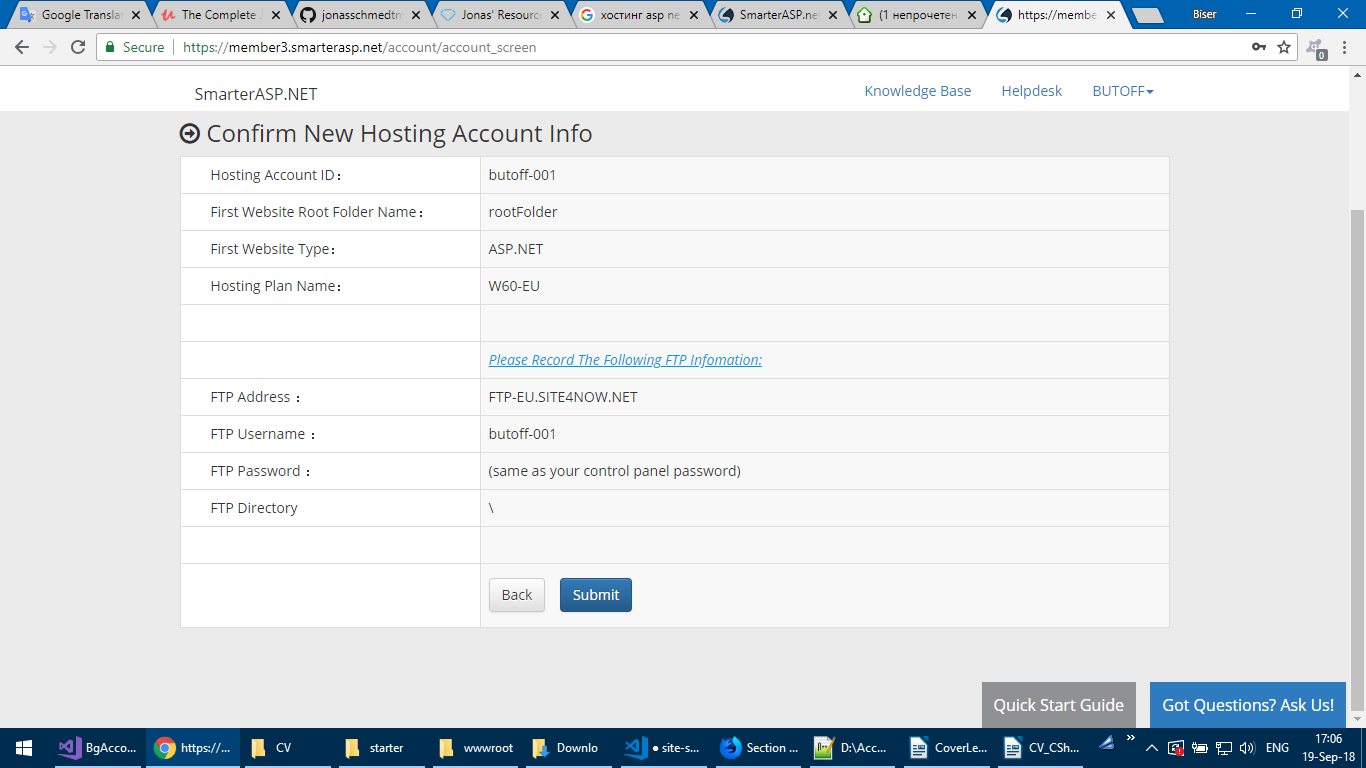 Google Transla
The Complete J
jonasschmedtm
Jonas' Resource
хостинг asp ne
SmarterASP.net
(1 непрочетен
https://membe
Biser
Secure
https://member3.smarterasp.net/account/account_screen
0
SmarterASP.NET
Knowledge Base
Helpdesk
BUTOFF
Confirm New Hosting Account Info
Hosting Account ID: butoff-001
First Website Root Folder Name: rootFolder
First Website Type: ASP.NET
Hosting Plan Name: W60-EU
Please Record The Following FTP Infomation:
FTP Address : FTP-EU.SITE4NOW.NET
FTP Username : butoff-001
FTP Password : (same as your control panel password)
FTP Directory \
Back
Submit
Quick Start Guide
Got Questions? Ask Us!
BgAcco...
https://...
CV
starter
wwwroot
Downlo
● site-s...
Section ...
D:\Acc...
CoverLe...
CV_CSh...
ENG
17:06
19-Sep-18